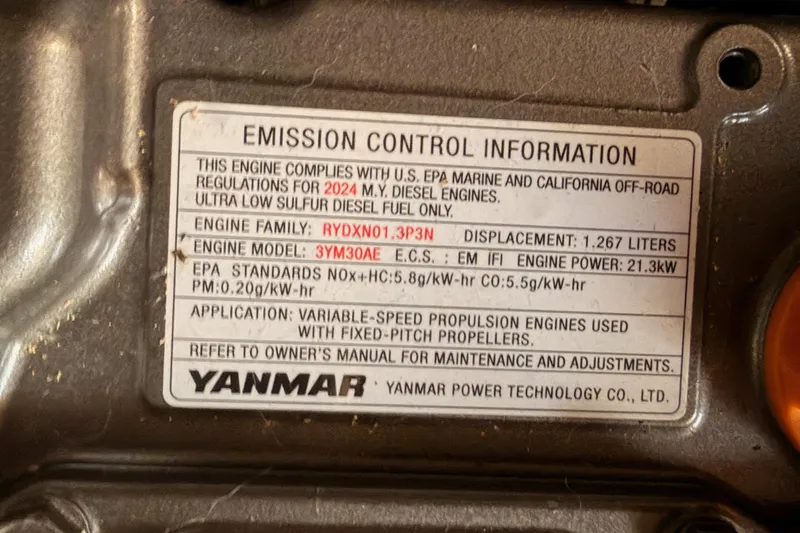 EMISSION CONTROL INFORMATION
THIS ENGINE COMPLIES WITH U.S. EPA MARINE AND CALIFORNIA OFF-ROAD
REGULATIONS FOR 2024 M.Y. DIESEL ENGINES.
ULTRA LOW SULFUR DIESEL FUEL ONLY.
ENGINE FAMILY: RYDXN01.3P3N DISPLACEMENT: 1.267 LITERS
ENGINE MODEL: 3YM30AE E.C.S. : EM IFI ENGINE POWER: 21.3kW
EPA STANDARDS NOx+HC:5.8g/kW-hr CO:5.5g/kW-hr
PM:0.20g/kW-hr
APPLICATION: VARIABLE-SPEED PROPULSION ENGINES USED
WITH FIXED-PITCH PROPELLERS.
REFER TO OWNER'S MANUAL FOR MAINTENANCE AND ADJUSTMENTS.
YANMAR YANMAR POWER TECHNOLOGY CO., LTD.